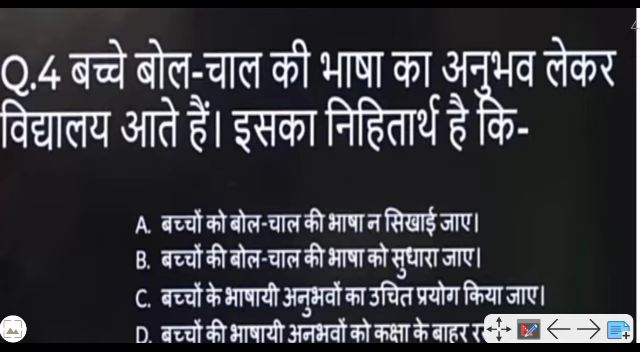 Q.4 बच्चे बोल-चाल की भाषा का अनुभव लेकर
विद्यालय आते हैं। इसका निहितार्थ है कि-
A. बच्चों को बोल-चाल की भाषा न सिखाई जाए।
B. बच्चों की बोल-चाल की भाषा को सुधारा जाए।
C. बच्चों के भाषायी अनुभवों का उचित प्रयोग किया जाए।
D. बच्चों की भाषायी अनुभवों को कक्षा के बाहर